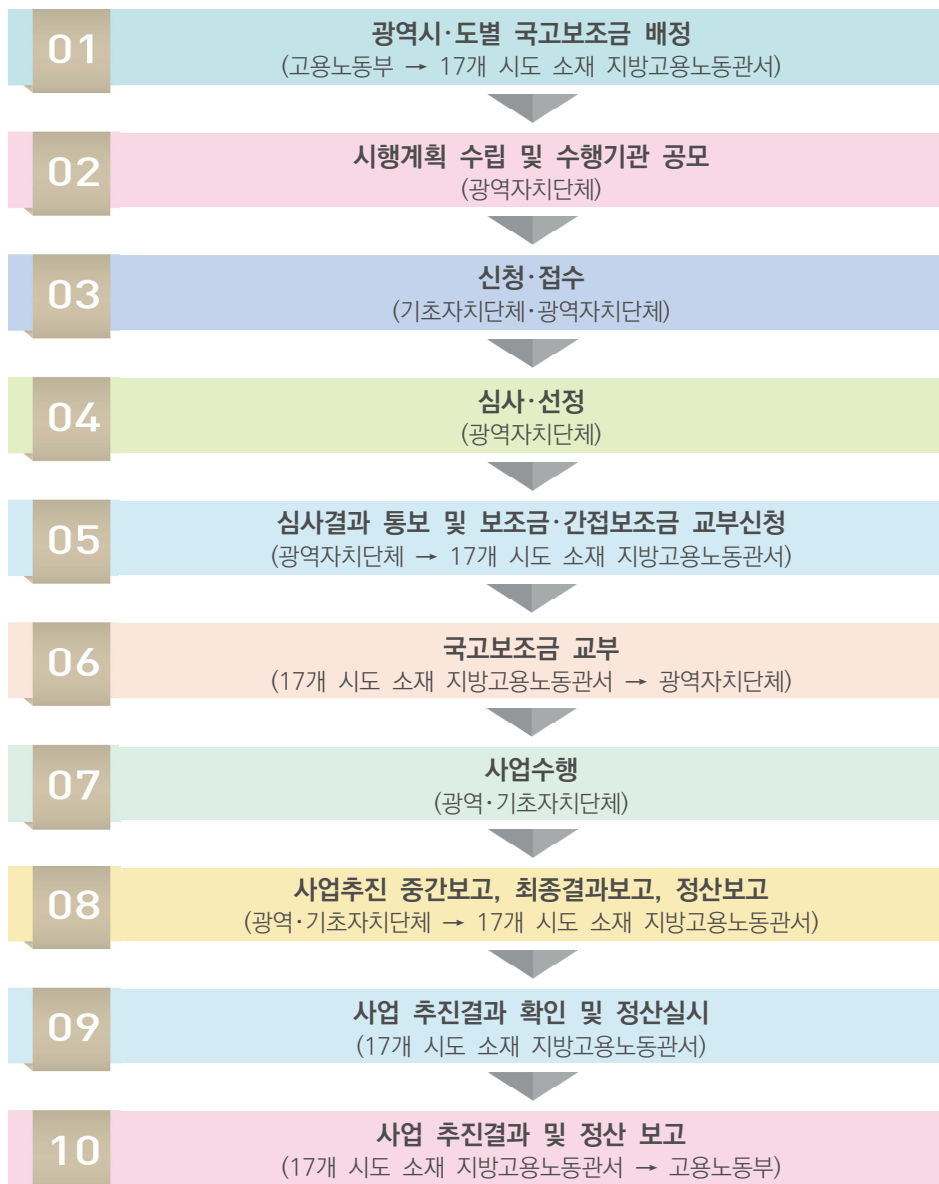 01
광역시·도별 국고보조금 배정
(고용노동부 → 17개 시도 소재 지방고용노동관서)
02
시행계획 수립 및 수행기관 공모
(광역자치단체)
03
신청·접수
(기초자치단체·광역자치단체)
04
심사·선정
(광역자치단체)
05
심사결과 통보 및 보조금·간접보조금 교부신청
(광역자치단체 → 17개 시도 소재 지방고용노동관서)
06
국고보조금 교부
(17개 시도 소재 지방고용노동관서 → 광역자치단체)
07
사업수행
(광역·기초자치단체)
08
사업추진 중간보고, 최종결과보고, 정산보고
(광역·기초자치단체 → 17개 시도 소재 지방고용노동관서)
09
사업 추진결과 확인 및 정산실시
(17개 시도 소재 지방고용노동관서)
10
사업 추진결과 및 정산 보고
(17개 시도 소재 지방고용노동관서 → 고용노동부)